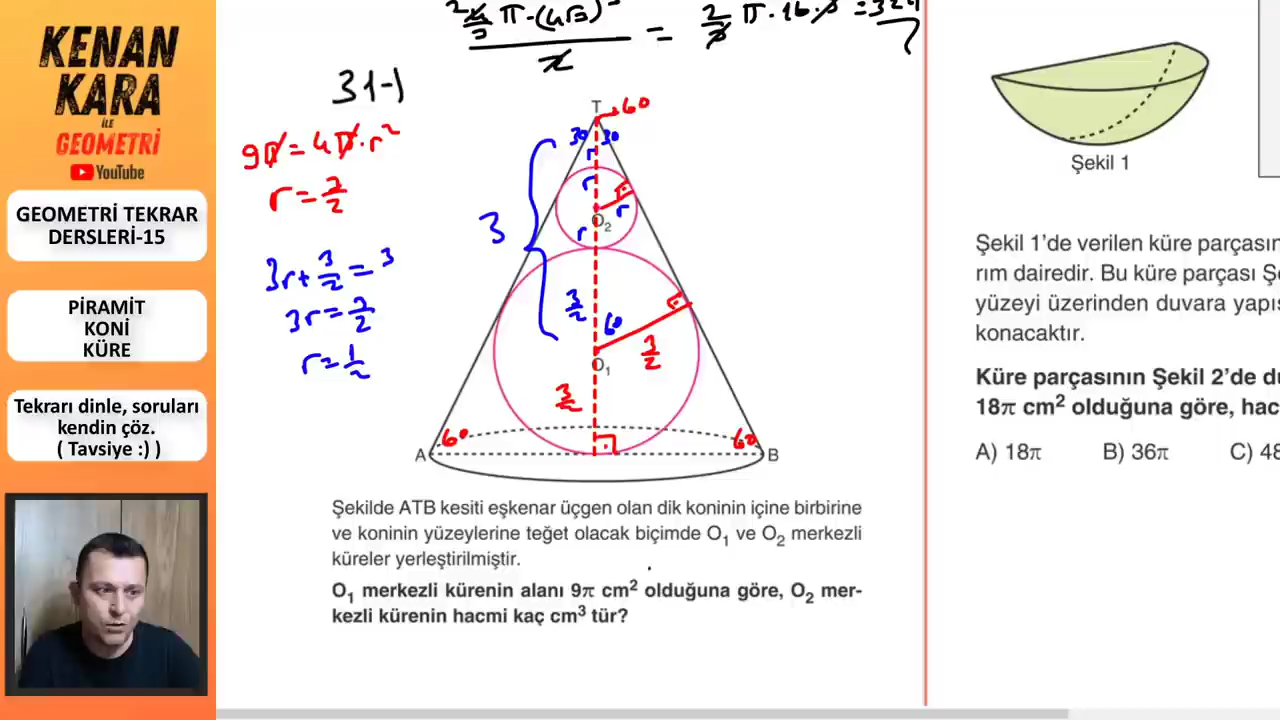 KENAN
KARA
İLE
GEOMETRİ
YouTube
GEOMETRİ TEKRAR
DERSLERİ-15
PİRAMİT
KONİ
KÜRE
Tekrarı dinle, soruları
kendin çöz.
( Tavsiye :) )
9π = 4π·r²
r = 3/2
3r + 3/2 = 3
3r = 3/2
r = 1/2
T
60
30
30
r
r
r
r
O₂
3
3/2
60
3/2
O₁
3/2
60
60
A
B
Şekilde ATB kesiti eşkenar üçgen olan dik koninin içine birbirine
ve koninin yüzeylerine teğet olacak biçimde O₁ ve O₂ merkezli
küreler yerleştirilmiştir.
O₁ merkezli kürenin alanı 9π cm² olduğuna göre, O₂ mer-
kezli kürenin hacmi kaç cm³ tür?
Şekil 1
Şekil 1'de verilen küre parçasın
rım dairedir. Bu küre parçası Şe
yüzeyi üzerinden duvara yapış
konacaktır.
Küre parçasının Şekil 2'de du
18π cm² olduğuna göre, hac
A) 18π B) 36π C) 48